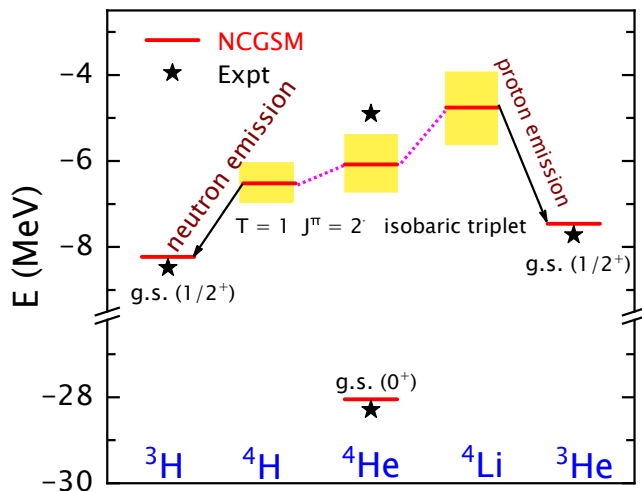 NCGSM
Expt
neutron emission
proton emission
T = 1 J^π = 2^- isobaric triplet
g.s. (1/2⁺)
g.s. (1/2⁺)
g.s. (0⁺)
E (MeV)
−4
−6
−8
−28
−30
³H
⁴H
⁴He
⁴Li
³He